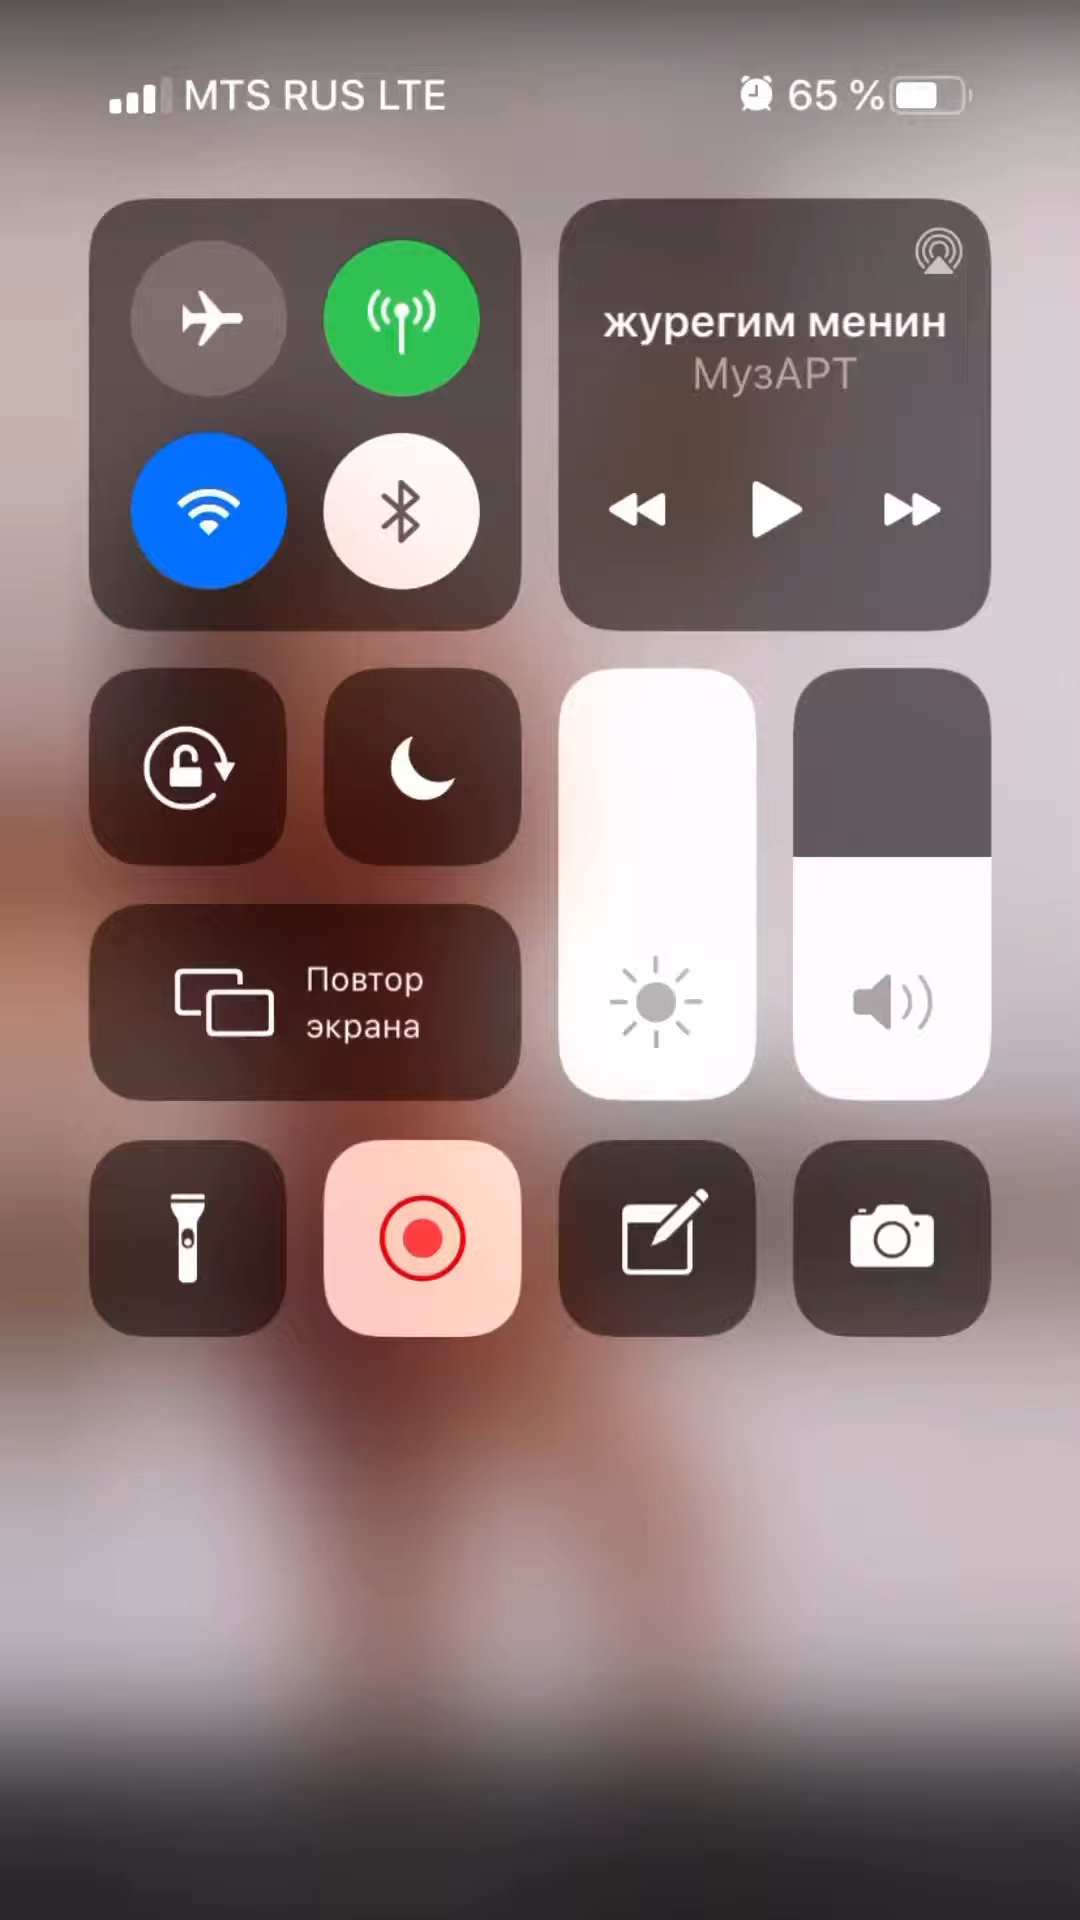 MTS RUS LTE
65 %
журегим менин
МузАРТ
Повтор
экрана